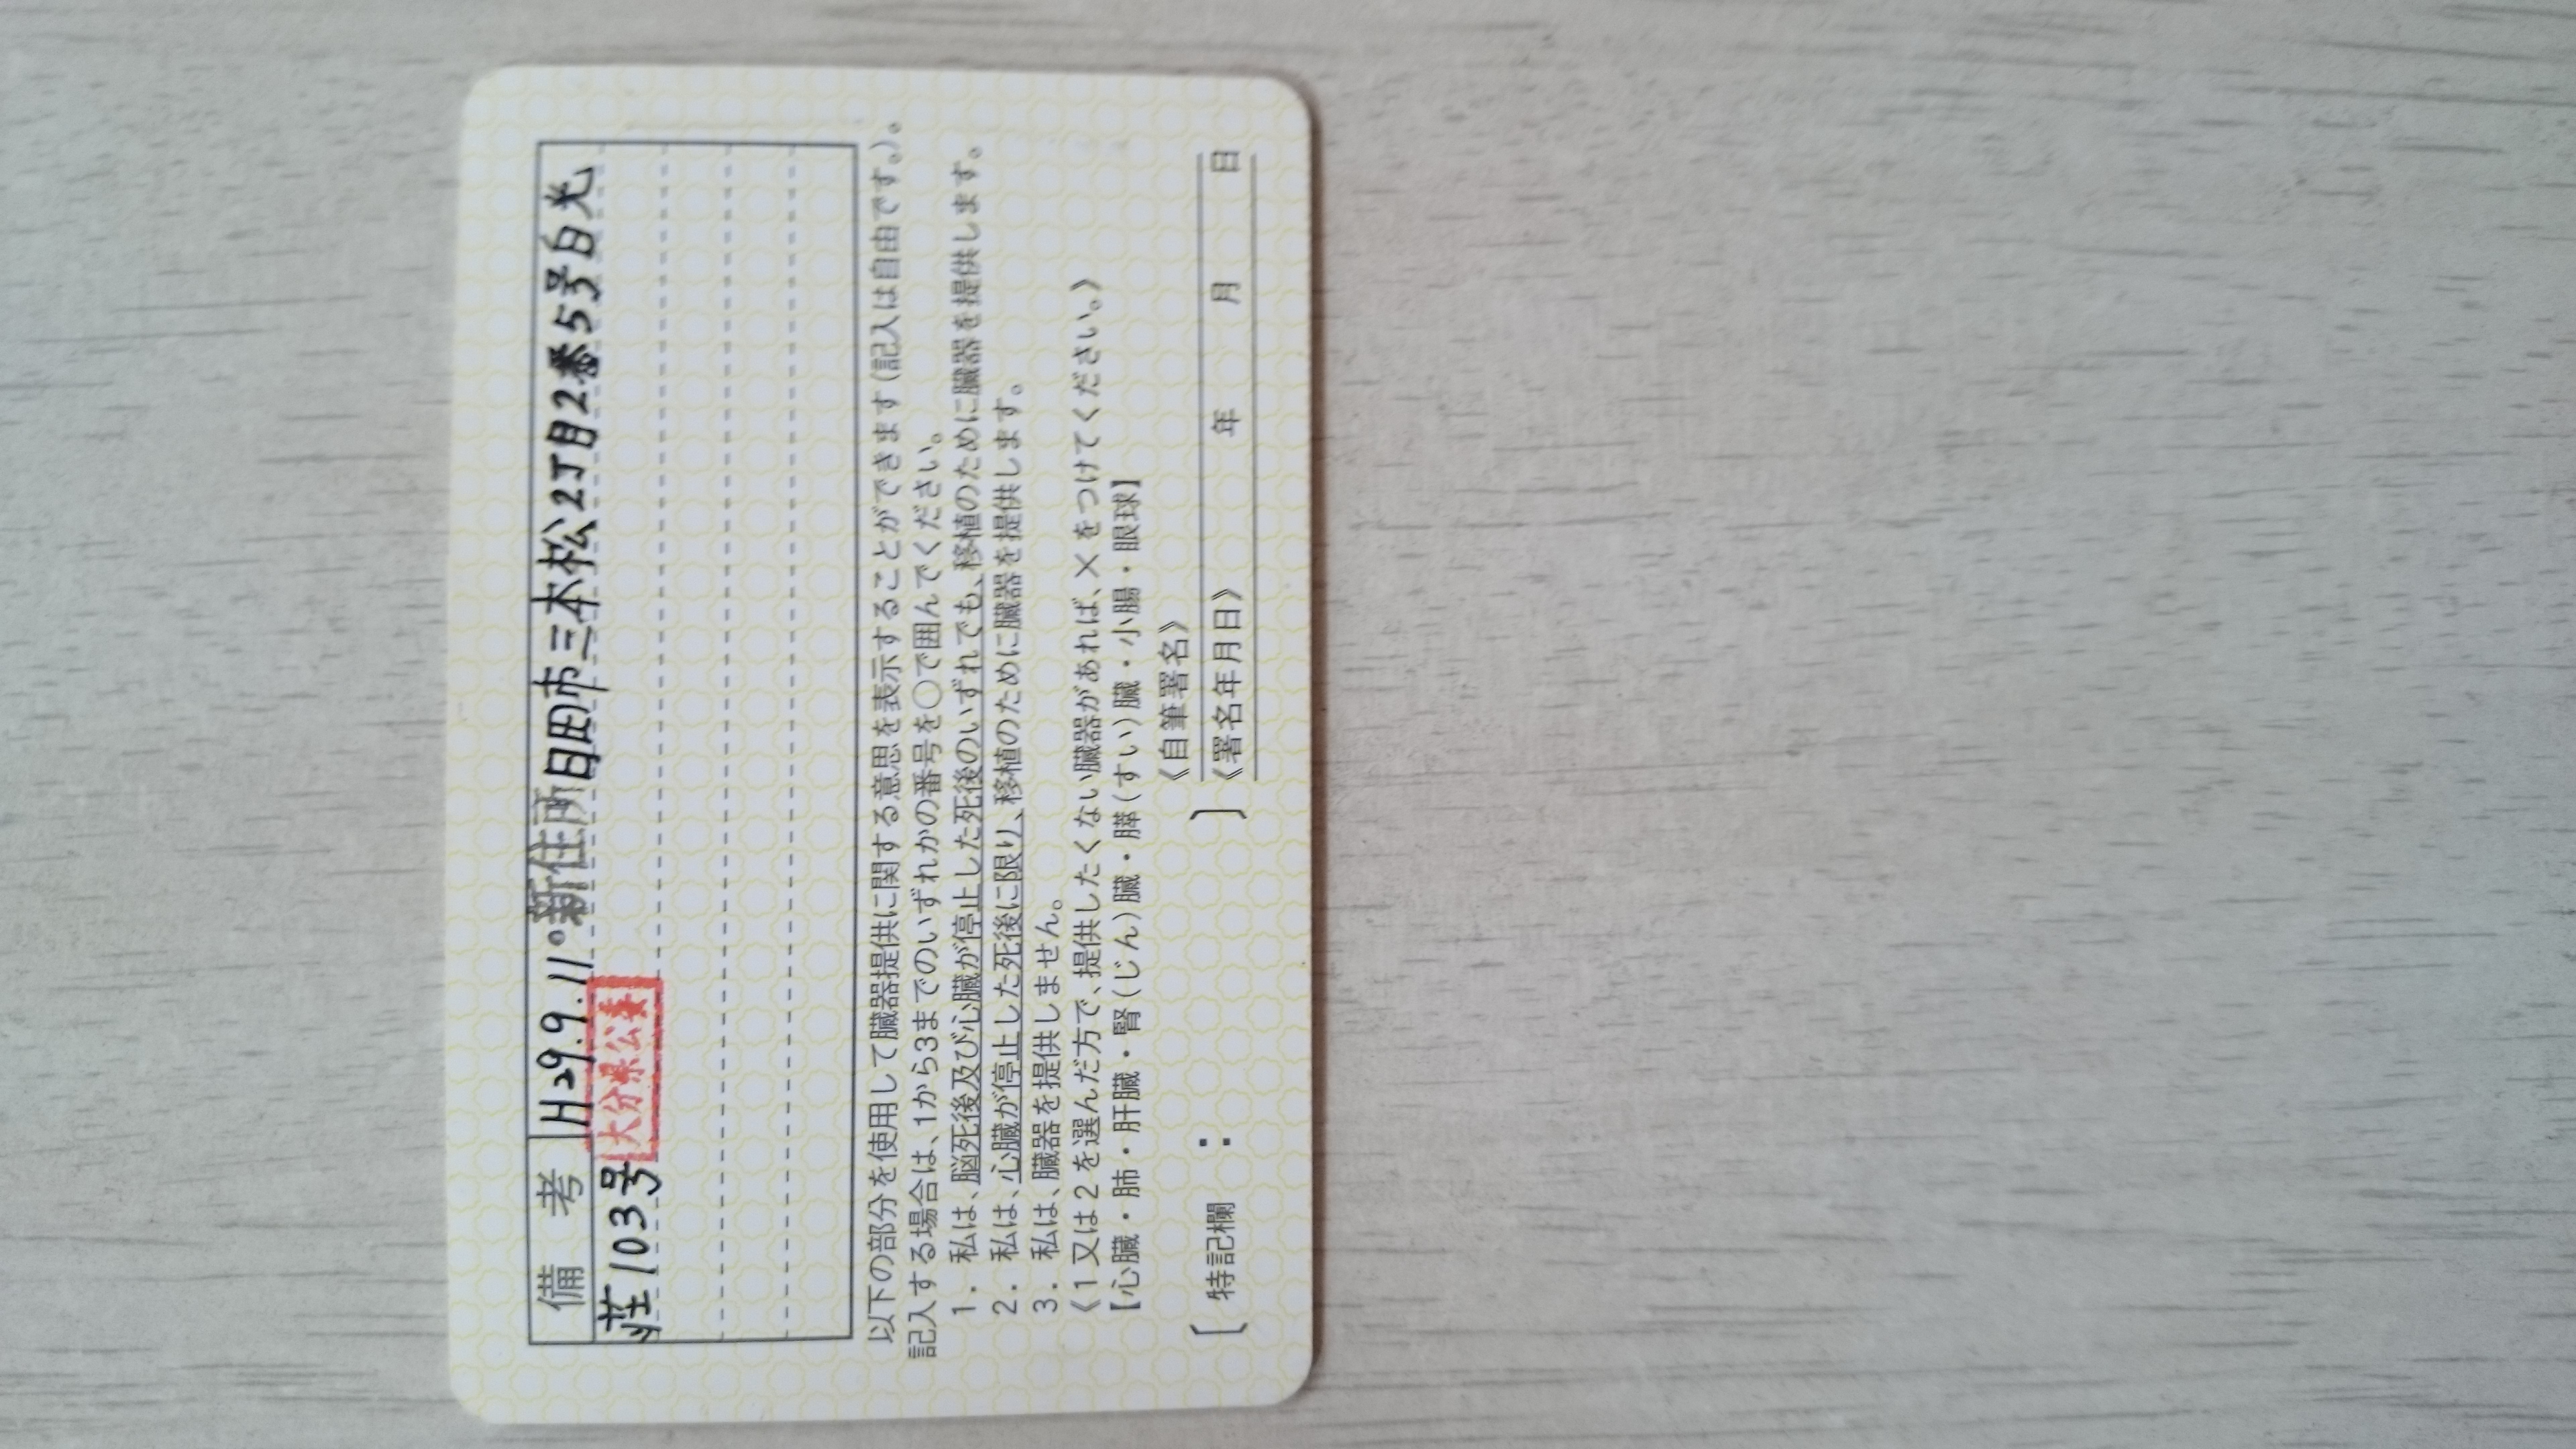 備考 H29.9.11 新住所 日田市三本松2丁目2番5号白光
荘103号 大分県公委
以下の部分を使用して臓器提供に関する意思を表示することができます(記入は自由です。)。
記入する場合は、1から3までのいずれかの番号を○で囲んでください。
1. 私は、脳死後及び心臓が停止した死後のいずれでも、移植のために臓器を提供します。
2. 私は、心臓が停止した死後に限り、移植のために臓器を提供します。
3. 私は、臓器を提供しません。
《1又は2を選んだ方で、提供したくない臓器があれば、×をつけてください。》
【心臓・肺・肝臓・腎(じん)臓・膵(すい)臓・小腸・眼球】
《自筆署名》
〔特記欄 : 〕《署名年月日》 年 月 日